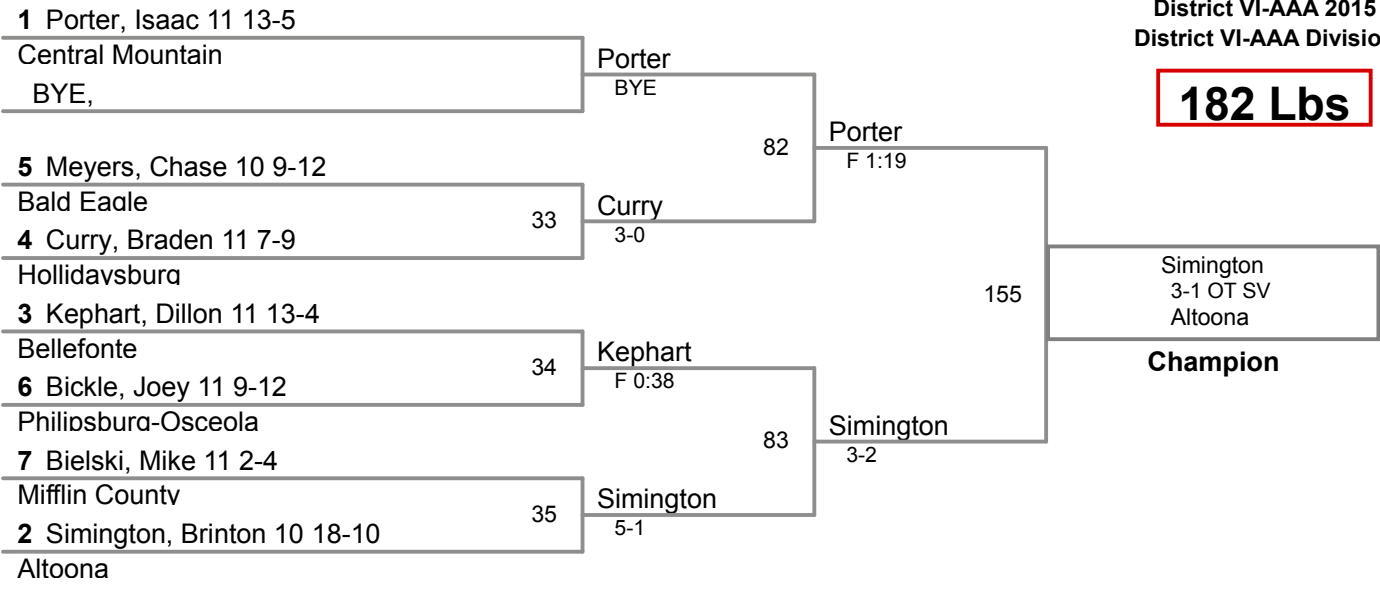 District VI-AAA 2015
District VI-AAA Divisio
182 Lbs
1 Porter, Isaac 11 13-5
Central Mountain
BYE,
5 Meyers, Chase 10 9-12
Bald Eagle
4 Curry, Braden 11 7-9
Hollidaysburg
3 Kephart, Dillon 11 13-4
Bellefonte
6 Bickle, Joey 11 9-12
Philipsburg-Osceola
7 Bielski, Mike 11 2-4
Mifflin County
2 Simington, Brinton 10 18-10
Altoona
33
34
35
Porter
BYE
Curry
3-0
Kephart
F 0:38
Simington
5-1
82
83
Porter
F 1:19
Simington
3-2
155
Simington
3-1 OT SV
Altoona
Champion